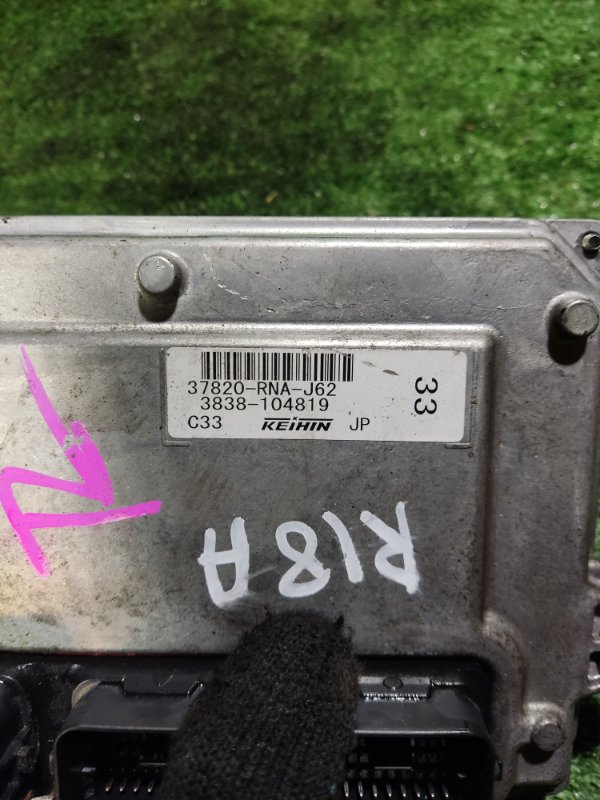 37820-RNA-J62
3838-104819
C33 KEIHIN JP
33
R18A